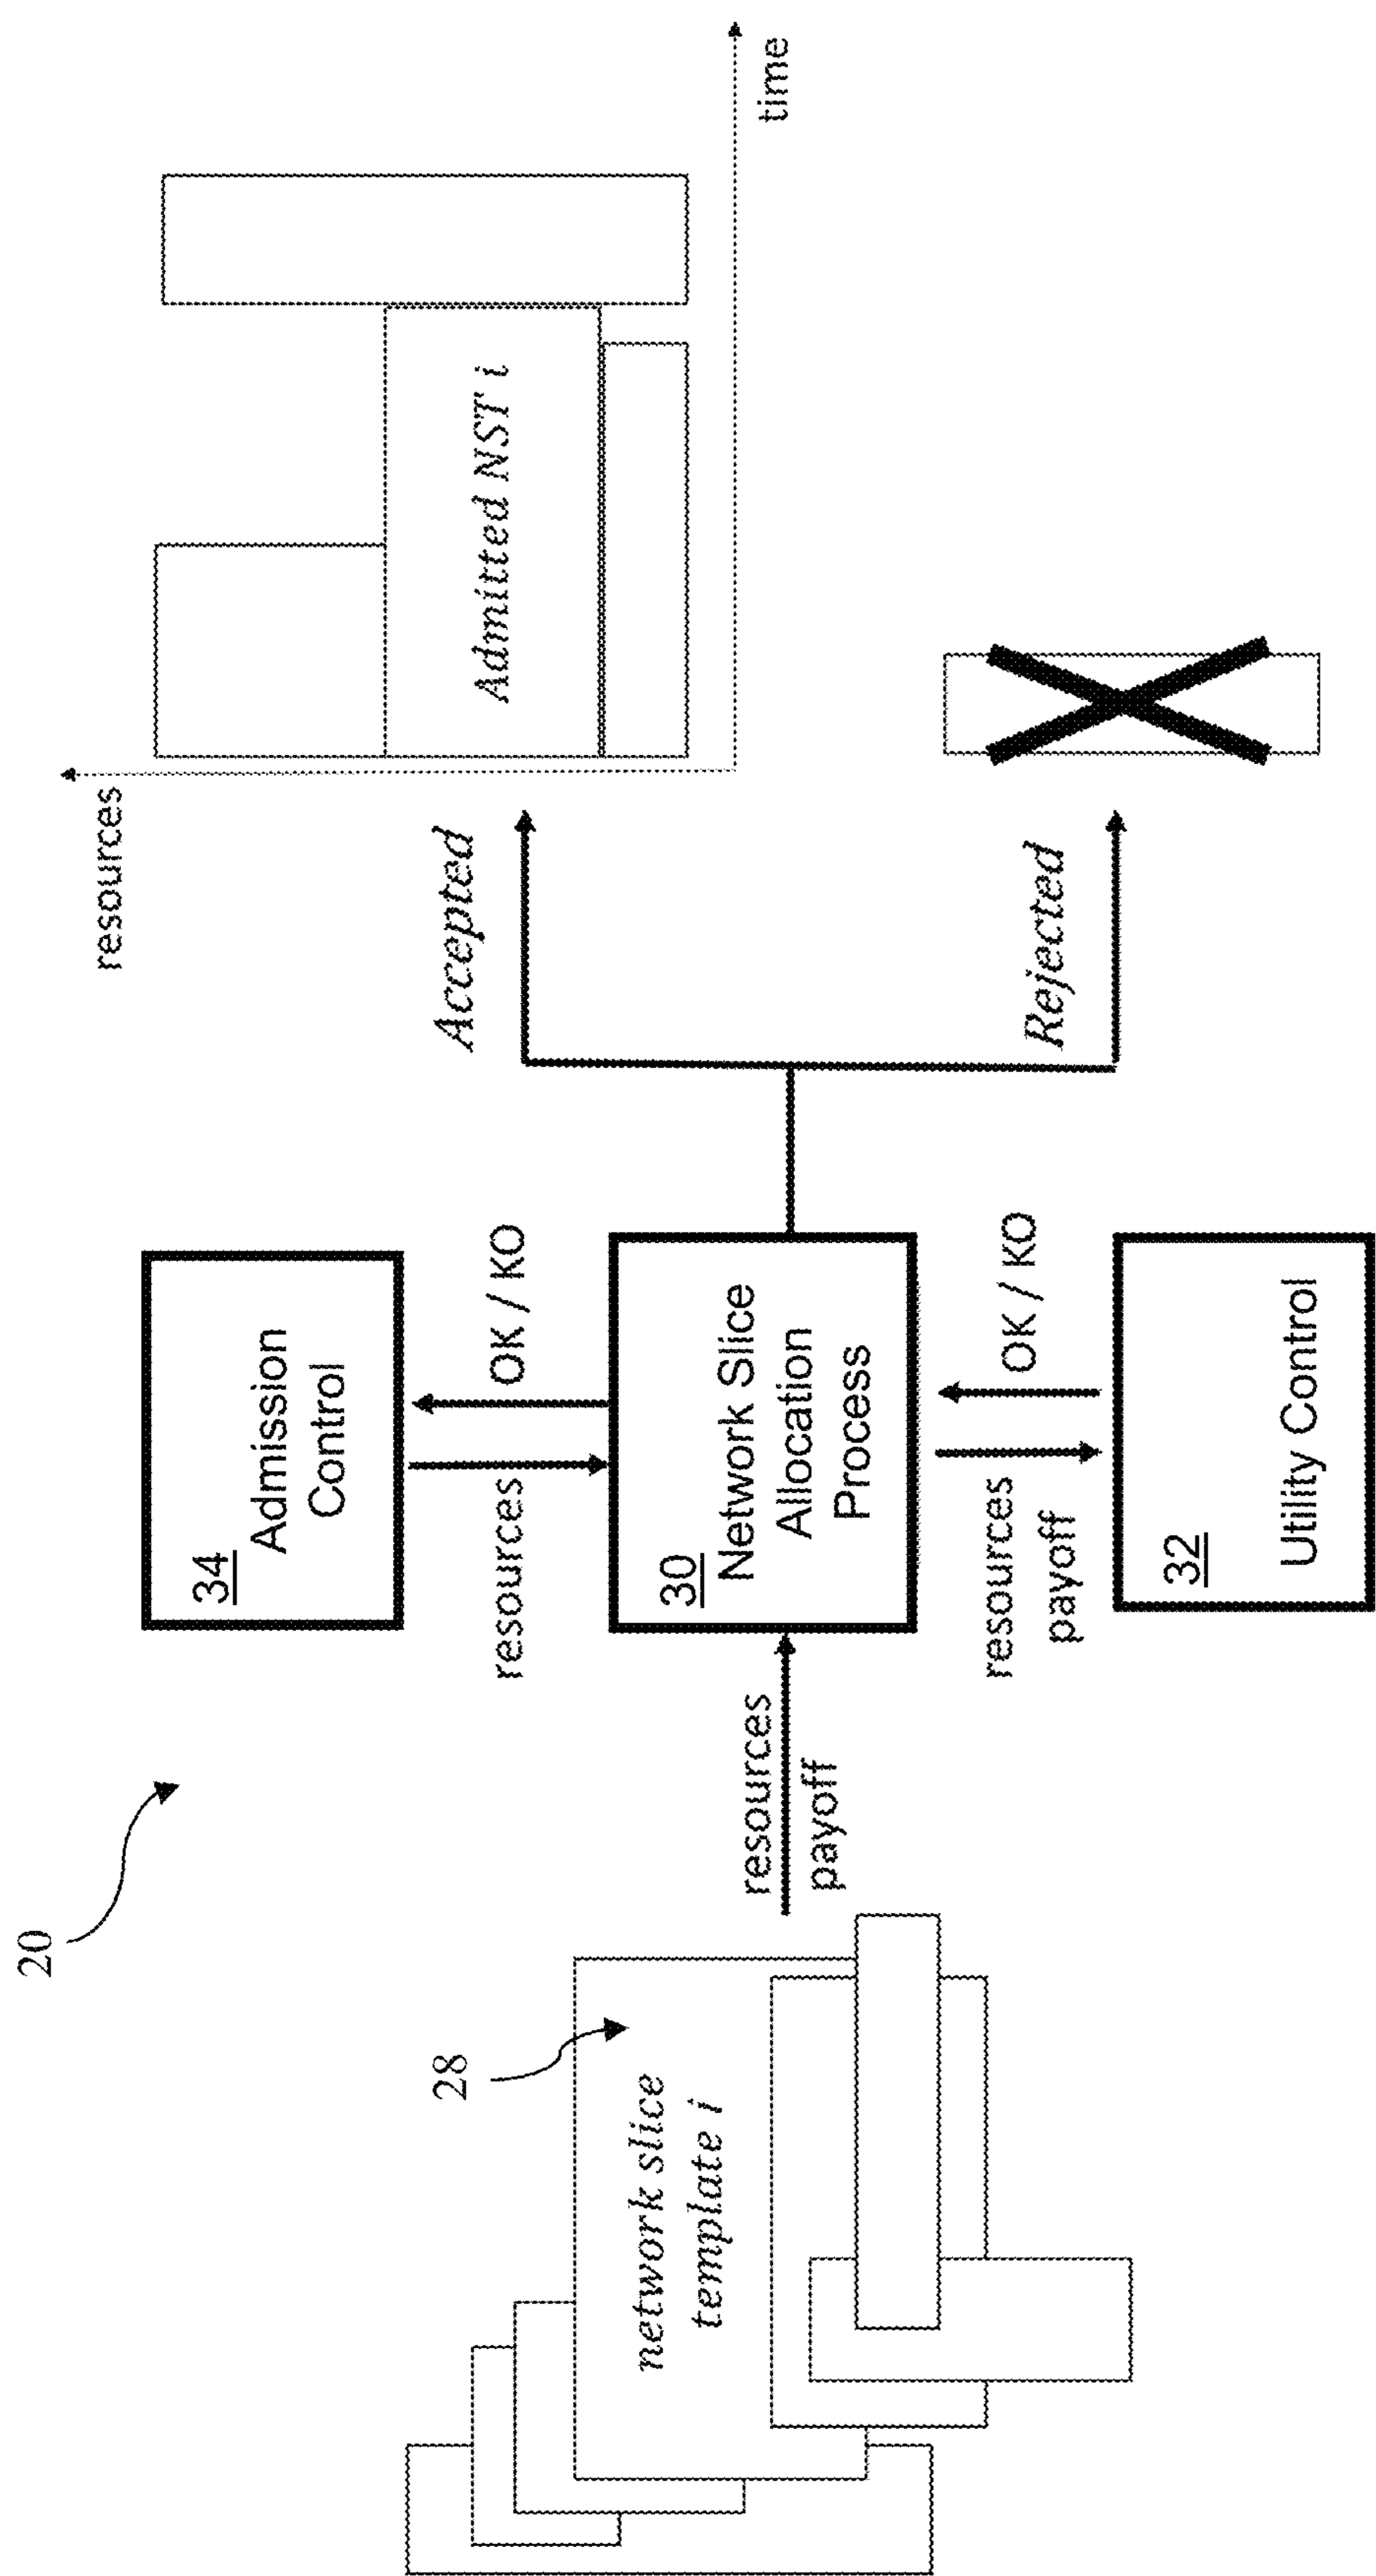 20
28
network slice
template i
resources
payoff
34
Admission
Control
resources
OK / KO
30
Network Slice
Allocation
Process
resources
payoff
OK / KO
32
Utility Control
Accepted
Rejected
resources
Admitted NST i
time